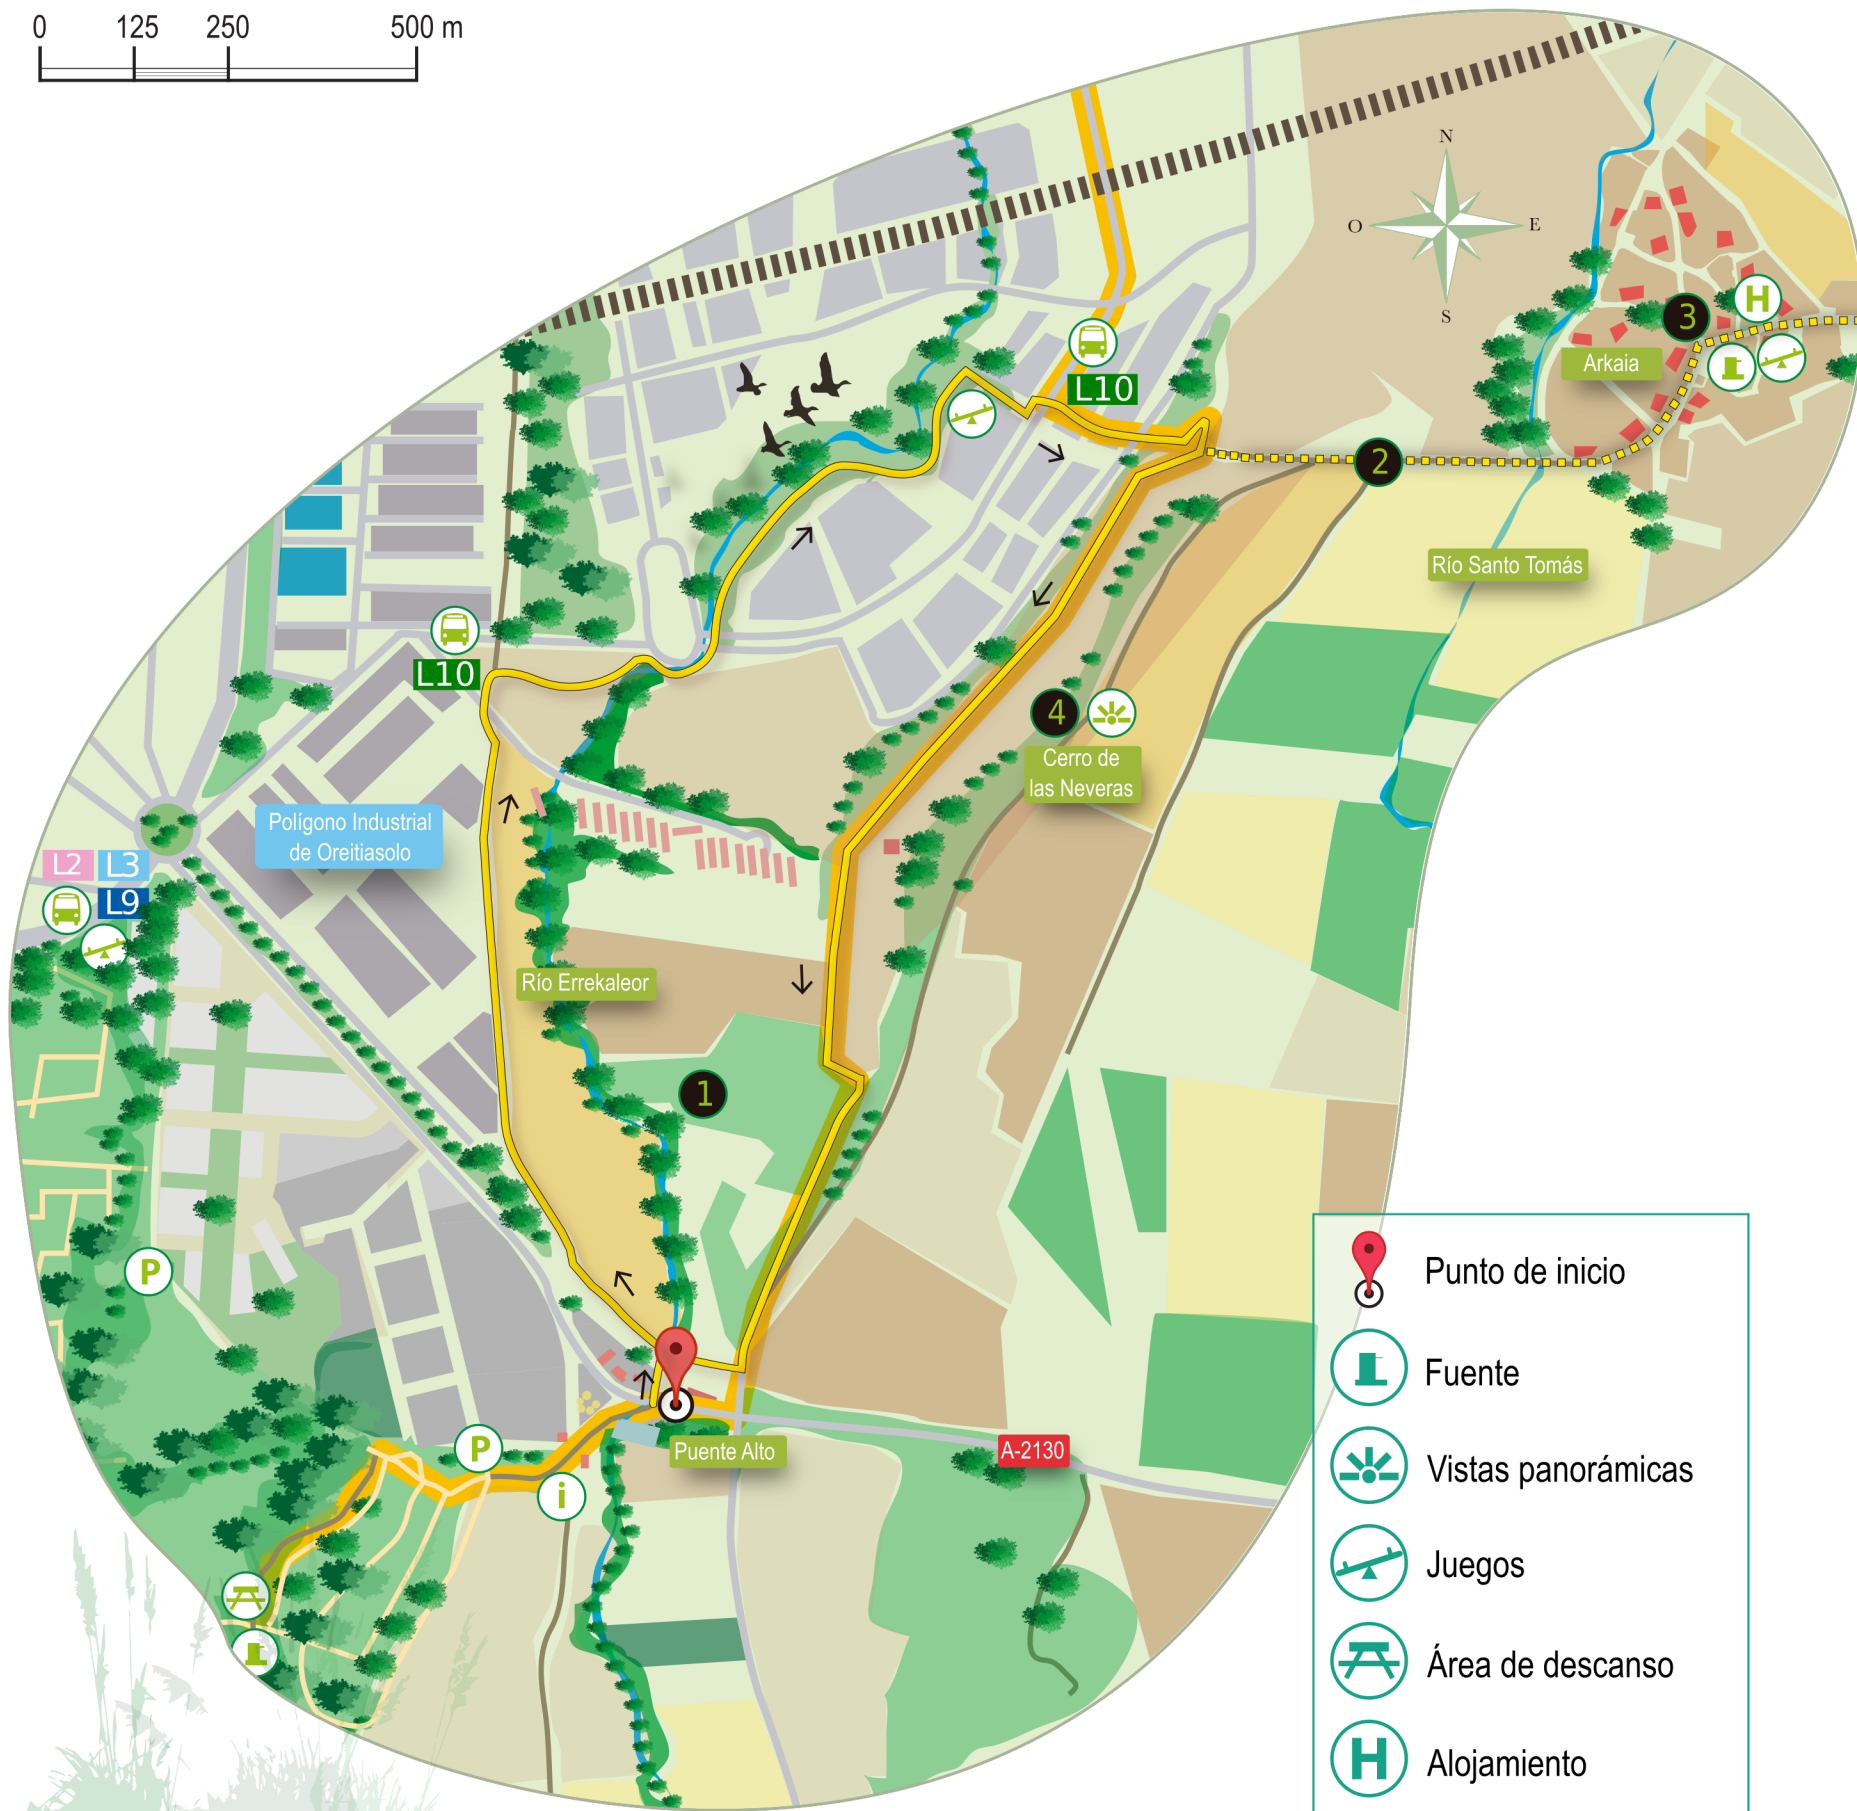 0 125 250 500 m
N
O E
S
L10
3
H
Arkaia
2
Río Santo Tomás
L10
4
Cerro de
las Neveras
Polígono Industrial
de Oreitiasolo
L2 L3
L9
Río Errekaleor
1
P
P
i
Puente Alto
A-2130
Punto de inicio
Fuente
Vistas panorámicas
Juegos
Área de descanso
H Alojamiento